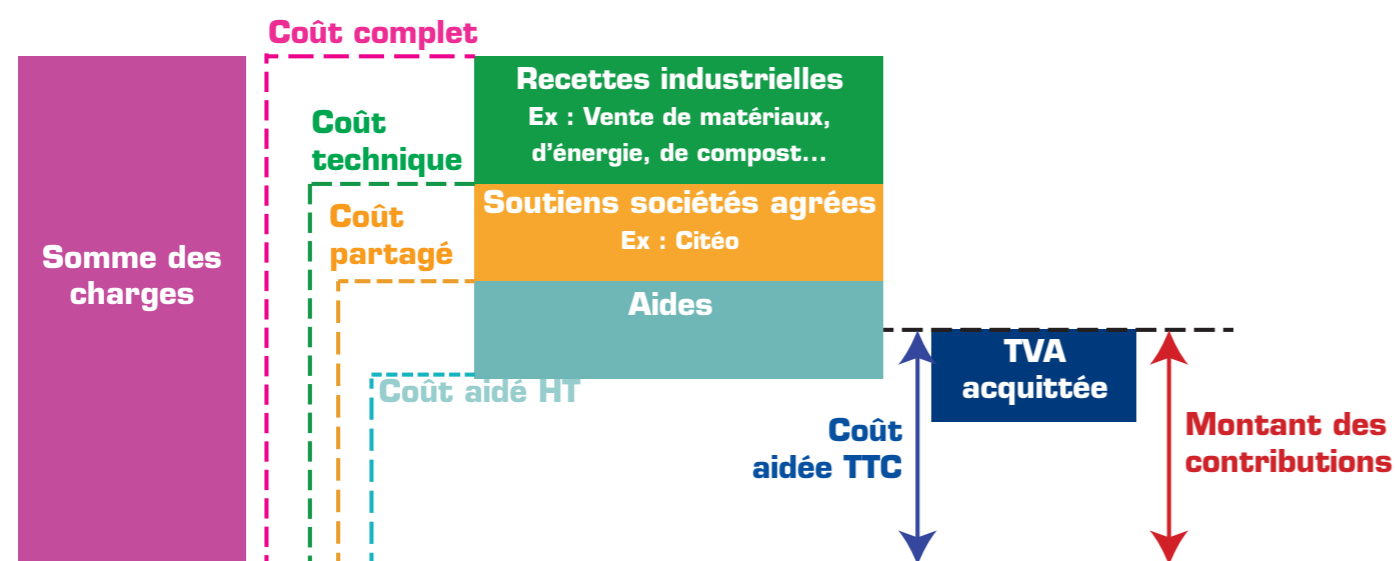 Coût complet
Somme des
charges
Coût
technique
Coût
partagé
Coût aidé HT
Recettes industrielles
Ex : Vente de matériaux,
d’énergie, de compost...
Soutiens sociétés agrées
Ex : Citéo
Aides
Coût
aidée TTC
TVA
acquittée
Montant des
contributions